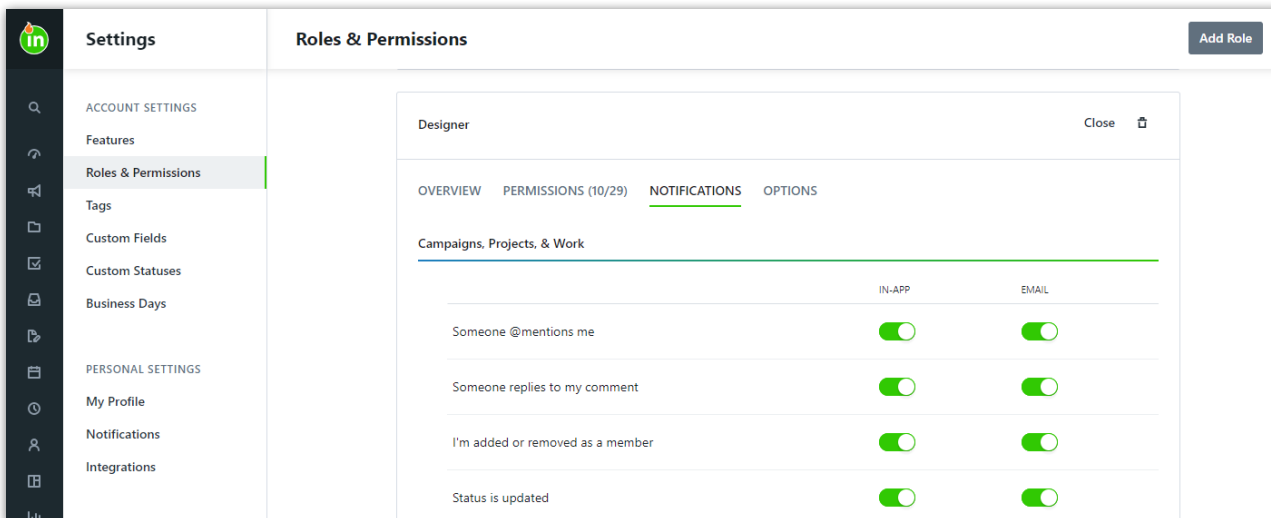 in
Settings
Roles & Permissions
Add Role
ACCOUNT SETTINGS
Features
Roles & Permissions
Tags
Custom Fields
Custom Statuses
Business Days
PERSONAL SETTINGS
My Profile
Notifications
Integrations
Designer
Close
OVERVIEW PERMISSIONS (10/29) NOTIFICATIONS OPTIONS
Campaigns, Projects, & Work
IN-APP EMAIL
Someone @mentions me
Someone replies to my comment
I'm added or removed as a member
Status is updated